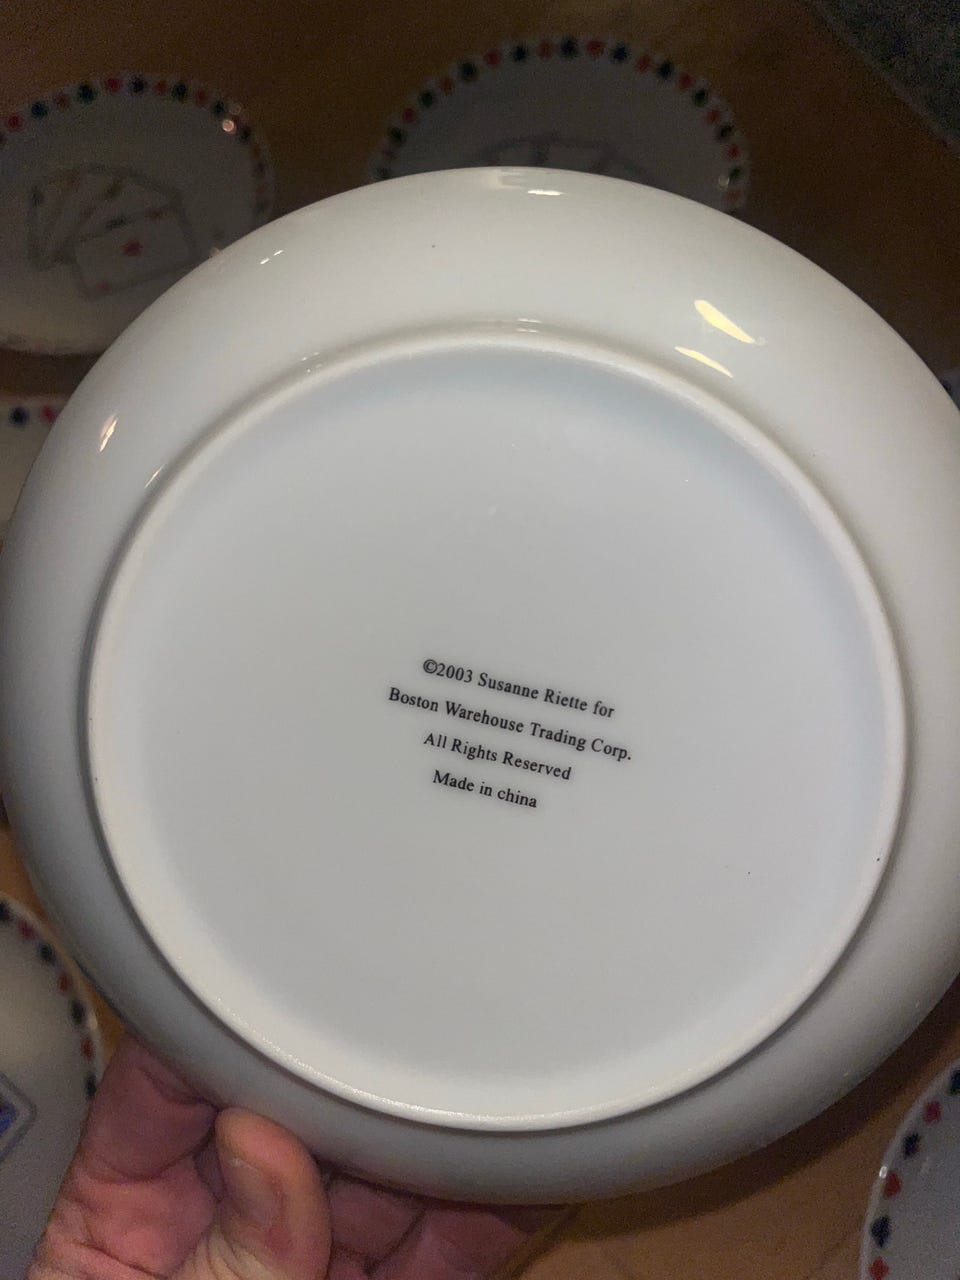 ©2003 Susanne Riette for
Boston Warehouse Trading Corp.
All Rights Reserved
Made in china